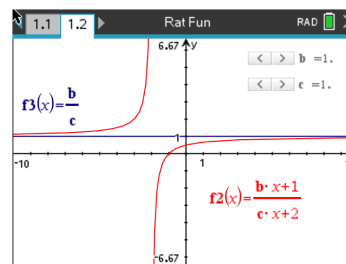 1.1 1.2 Rat Fun RAD
6.67 y
b =1.
c =1.
f3(x)=b/c
1
-10 1
f2(x)=b· x+1/c· x+2
-6.67